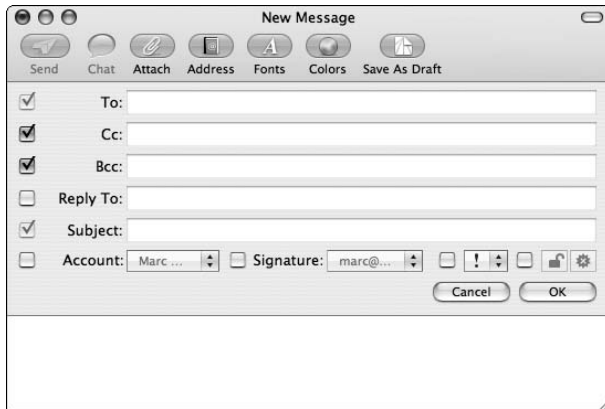 New Message
Send Chat Attach Address Fonts Colors Save As Draft
To:
Cc:
Bcc:
Reply To:
Subject:
Account: Marc ... Signature: marc@... !
Cancel OK